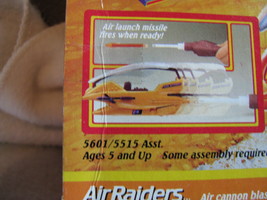 Air launch missile
fires when ready!
5601/5515 Asst.
Ages 5 and Up Some assembly require
AirRaiders Air cannon blas